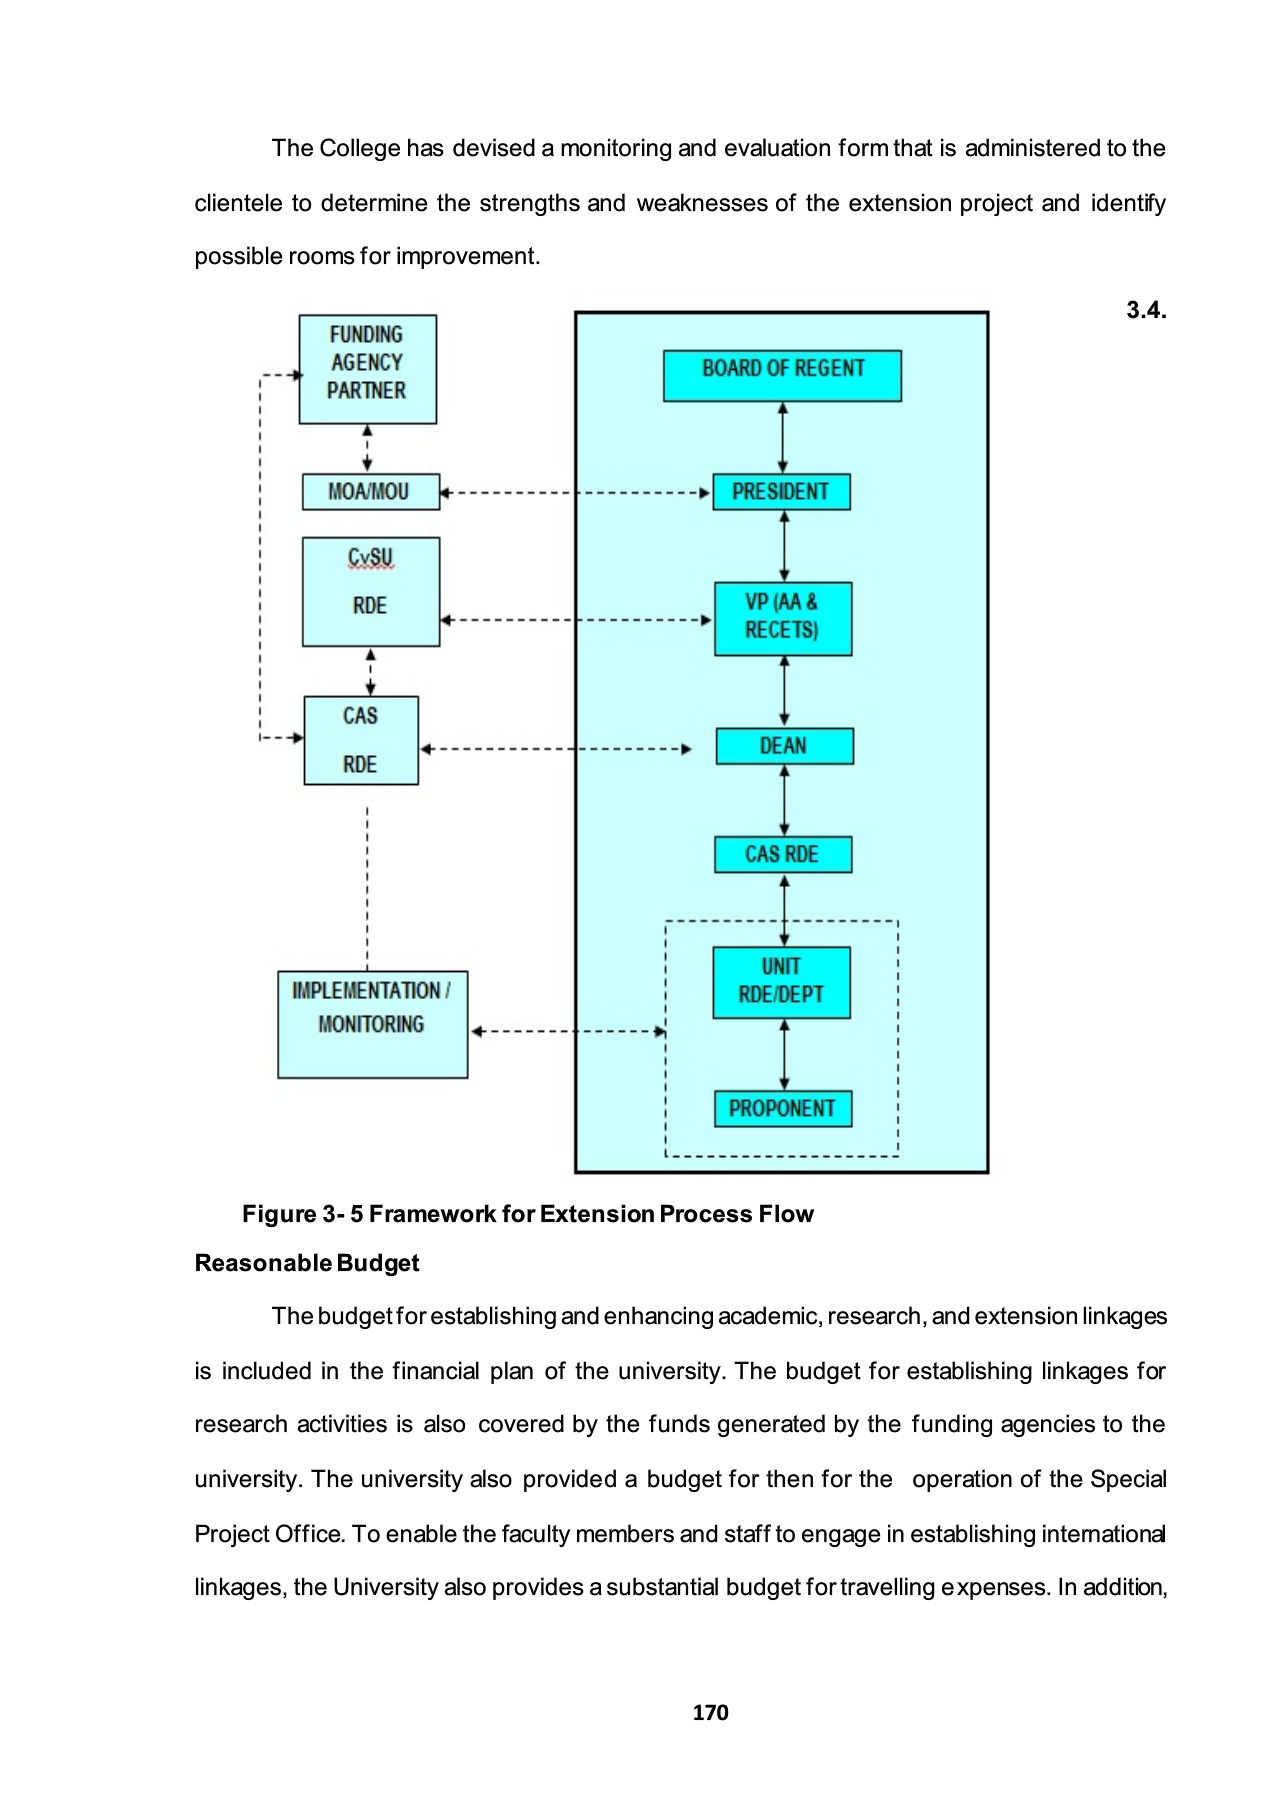 The College has devised a monitoring and evaluation form that is administered to the
clientele to determine the strengths and weaknesses of the extension project and identify
possible rooms for improvement.
3.4.
FUNDING
AGENCY
PARTNER
MOA/MOU
CvSU
RDE
CAS
RDE
IMPLEMENTATION /
MONITORING
BOARD OF REGENT
PRESIDENT
VP (AA &
RECETS)
DEAN
CAS RDE
UNIT
RDE/DEPT
PROPONENT
Figure 3- 5 Framework for Extension Process Flow
Reasonable Budget
The budget for establishing and enhancing academic, research, and extension linkages
is included in the financial plan of the university. The budget for establishing linkages for
research activities is also covered by the funds generated by the funding agencies to the
university. The university also provided a budget for then for the operation of the Special
Project Office. To enable the faculty members and staff to engage in establishing international
linkages, the University also provides a substantial budget for travelling expenses. In addition,
170